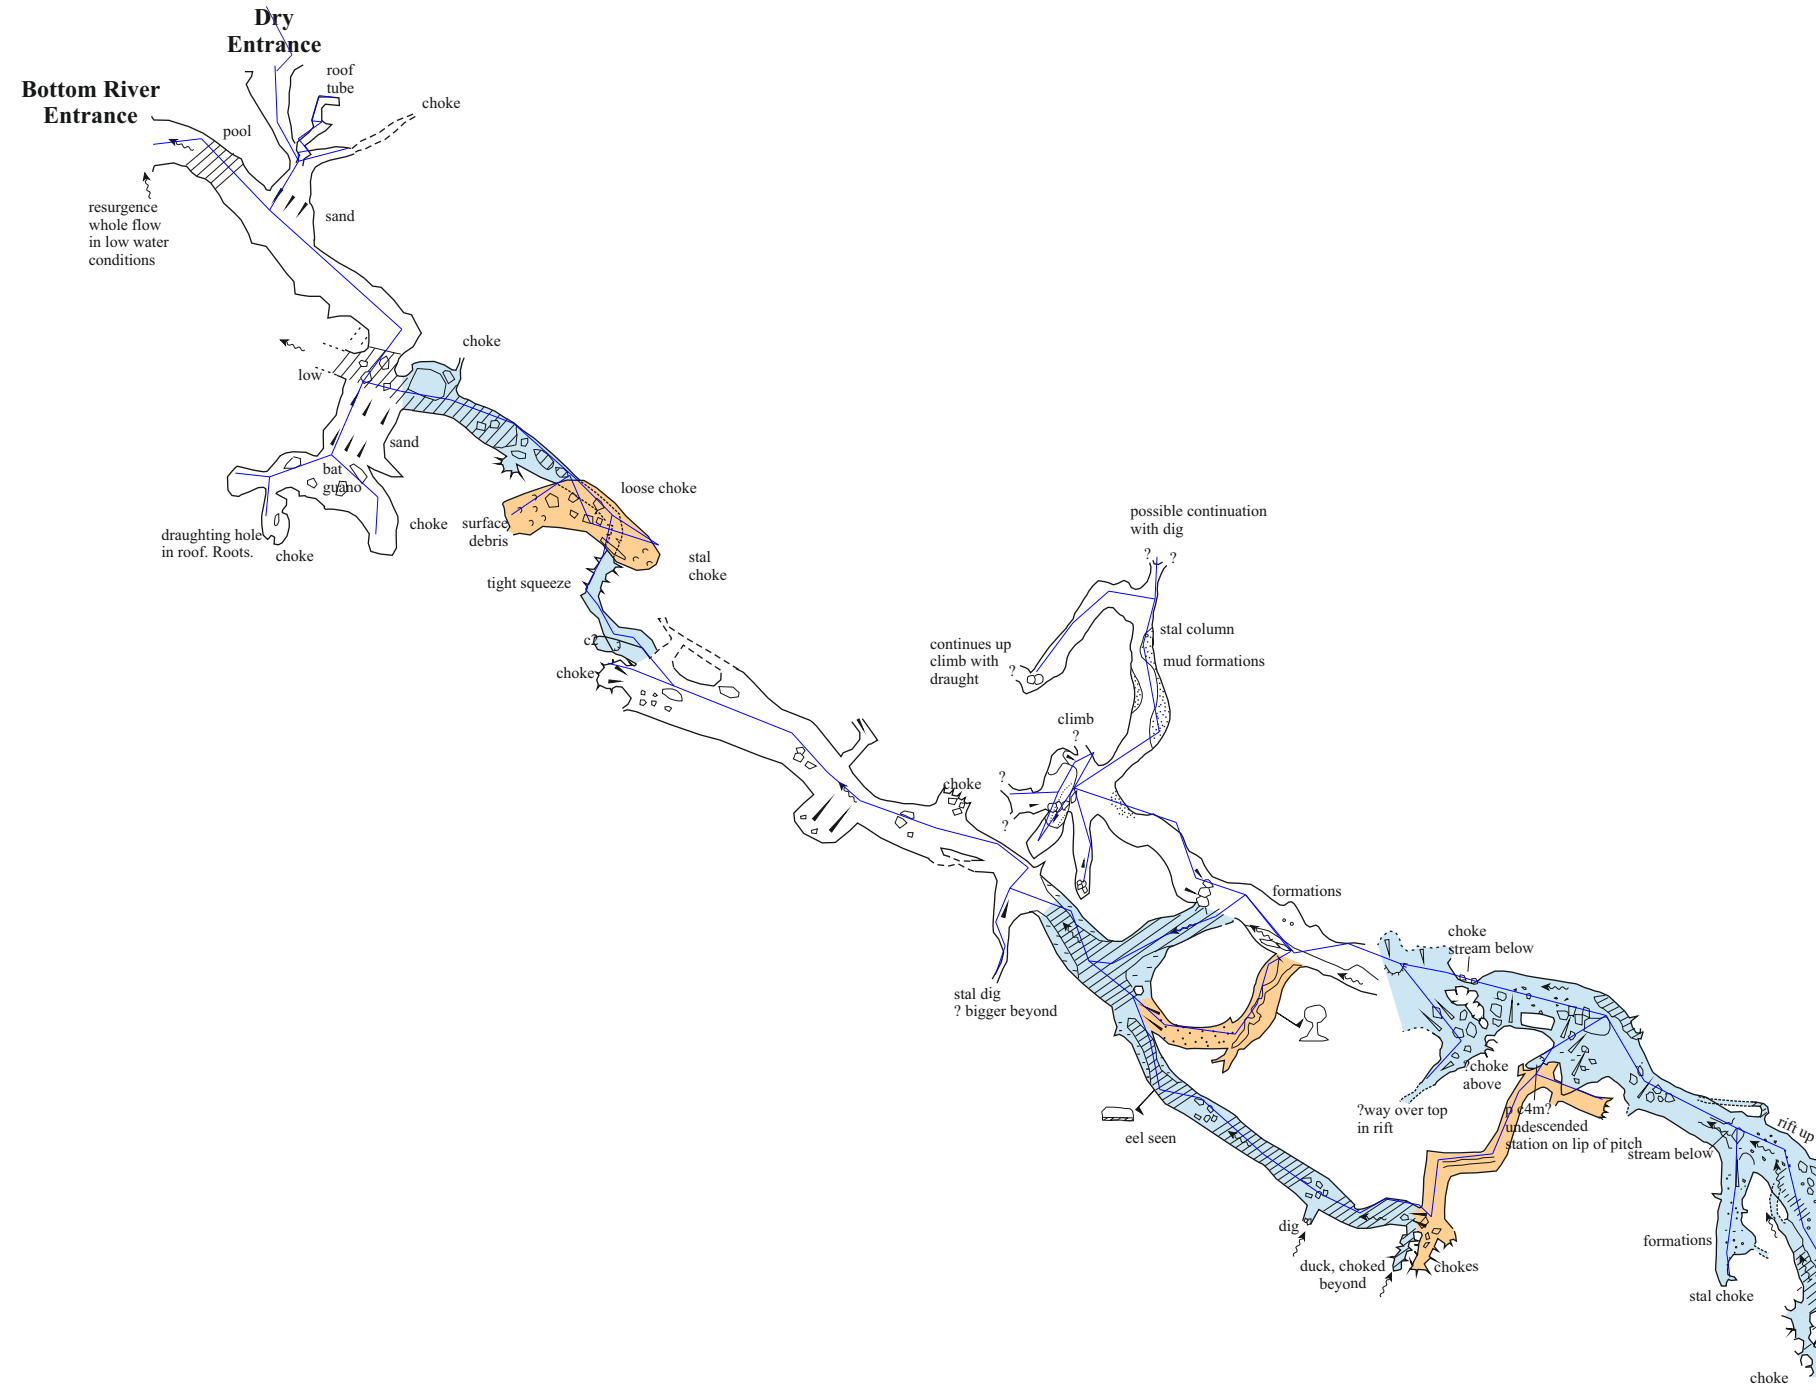 Dry
Entrance
Bottom River
Entrance
roof
tube
choke
pool
resurgence
whole flow
in low water
conditions
sand
choke
low
sand
bat
guano
draughting hole
in roof. Roots.
choke
choke
surface
debris
loose choke
stal
choke
tight squeeze
c2
choke
possible continuation
with dig
?
?
stal column
mud formations
continues up
climb with
draught
?
climb
?
?
?
choke
formations
stal dig
? bigger beyond
choke
stream below
?choke
above
?way over top
in rift
p c4m?
undescended
station on lip of pitch
stream below
rift up
eel seen
dig
duck, choked
beyond
chokes
formations
stal choke
choke